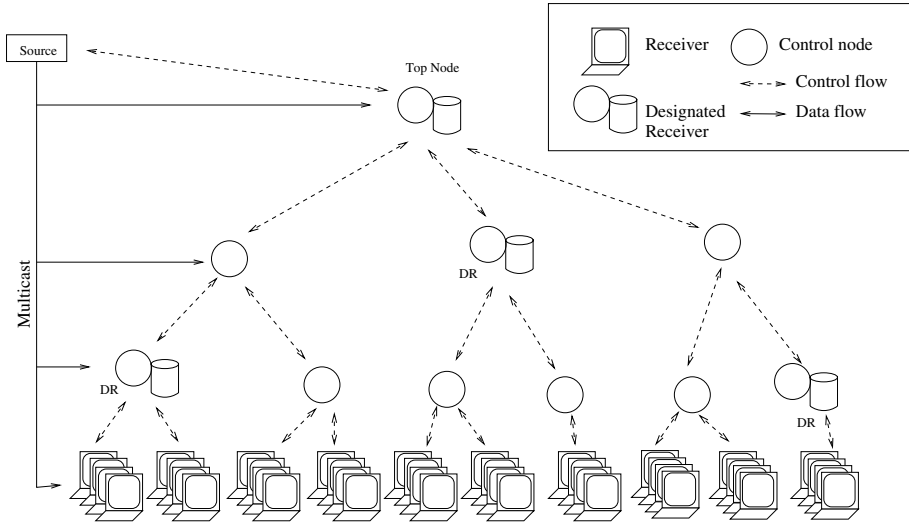 Source
Top Node
Receiver
Control node
Control flow
Designated
Receiver
Data flow
Multicast
DR
DR
DR